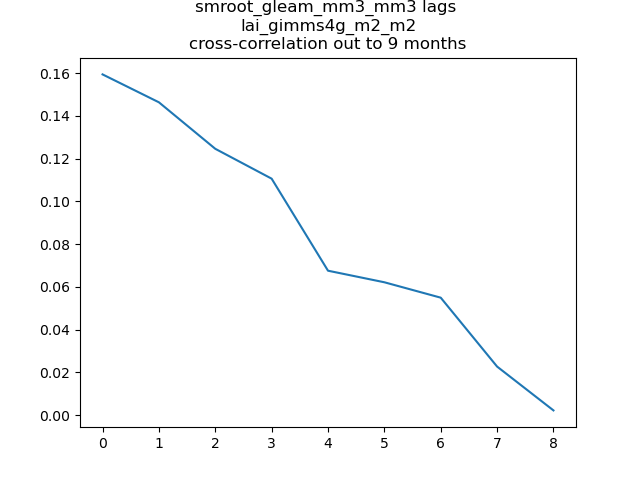 smroot_gleam_mm3_mm3 lags
lai_gimms4g_m2_m2
cross-correlation out to 9 months
0.16
0.14
0.12
0.10
0.08
0.06
0.04
0.02
0.00
0 1 2 3 4 5 6 7 8